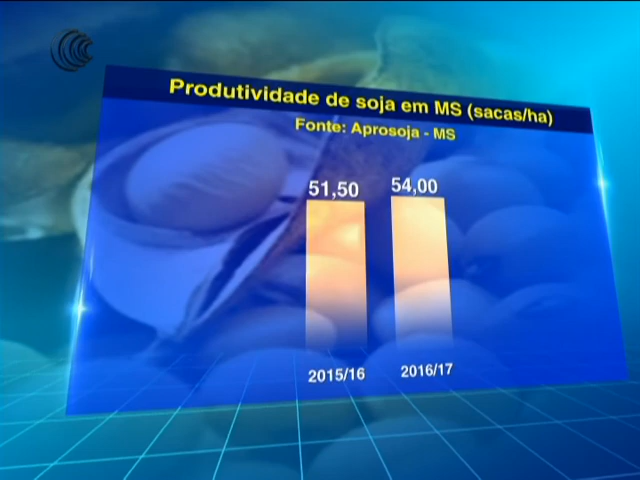 Produtividade de soja em MS (sacas/ha)
Fonte: Aprosoja - MS
51,50 54,00
2015/16 2016/17